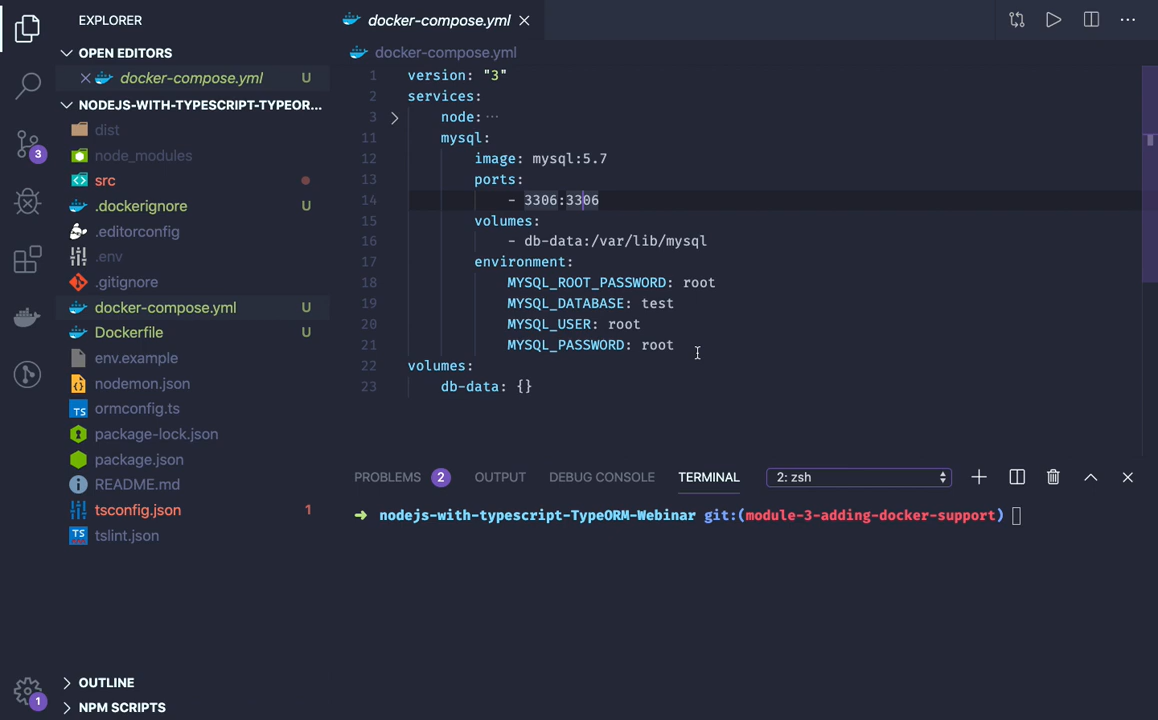 EXPLORER
OPEN EDITORS
docker-compose.yml U
NODEJS-WITH-TYPESCRIPT-TYPEOR...
dist
node_modules
src
.dockerignore U
.editorconfig
.env
.gitignore
docker-compose.yml U
Dockerfile U
env.example
nodemon.json
TS ormconfig.ts
package-lock.json
package.json
README.md
tsconfig.json 1
TS tslint.json
OUTLINE
NPM SCRIPTS
3
1
docker-compose.yml
docker-compose.yml
1 version: "3"
2 services:
3 node: ...
11 mysql:
12 image: mysql:5.7
13 ports:
14 - 3306:3306
15 volumes:
16 - db-data:/var/lib/mysql
17 environment:
18 MYSQL_ROOT_PASSWORD: root
19 MYSQL_DATABASE: test
20 MYSQL_USER: root
21 MYSQL_PASSWORD: root
22 volumes:
23 db-data: {}
PROBLEMS 2 OUTPUT DEBUG CONSOLE TERMINAL 2: zsh
➜ nodejs-with-typescript-TypeORM-Webinar git:(module-3-adding-docker-support)